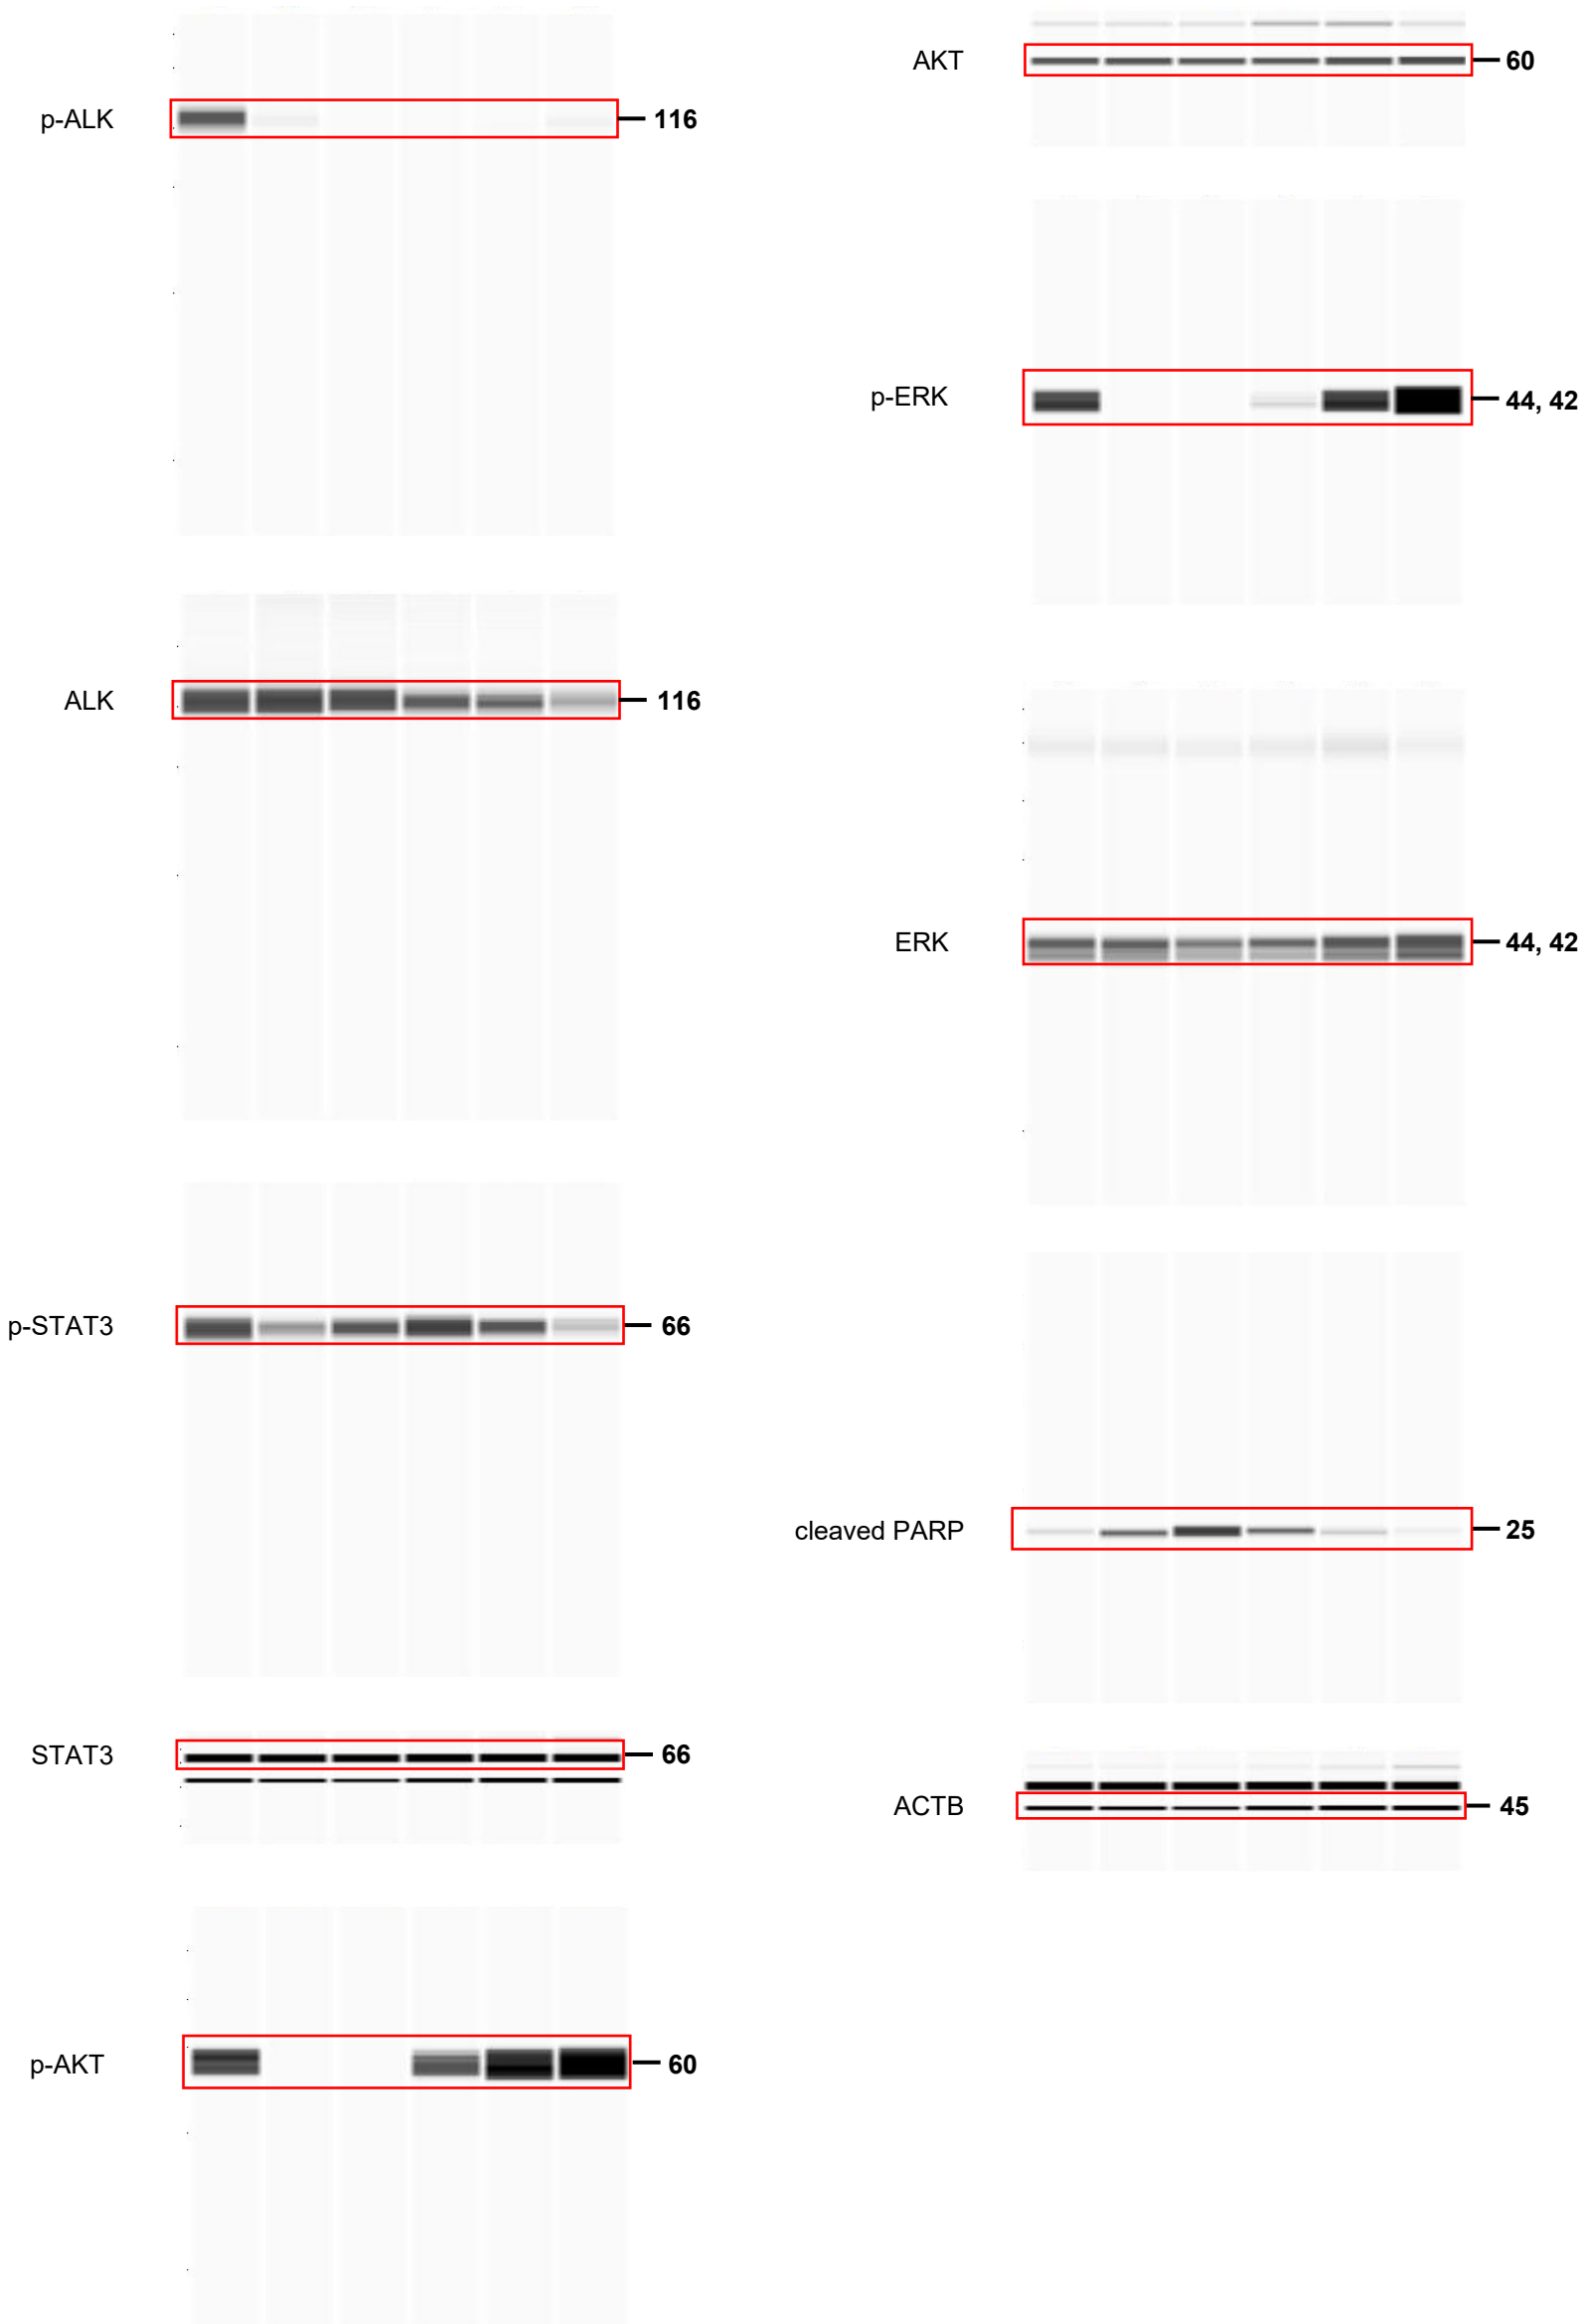 p-ALK 116
ALK 116
p-STAT3 66
STAT3 66
p-AKT 60
AKT 60
p-ERK 44, 42
ERK 44, 42
cleaved PARP 25
ACTB 45